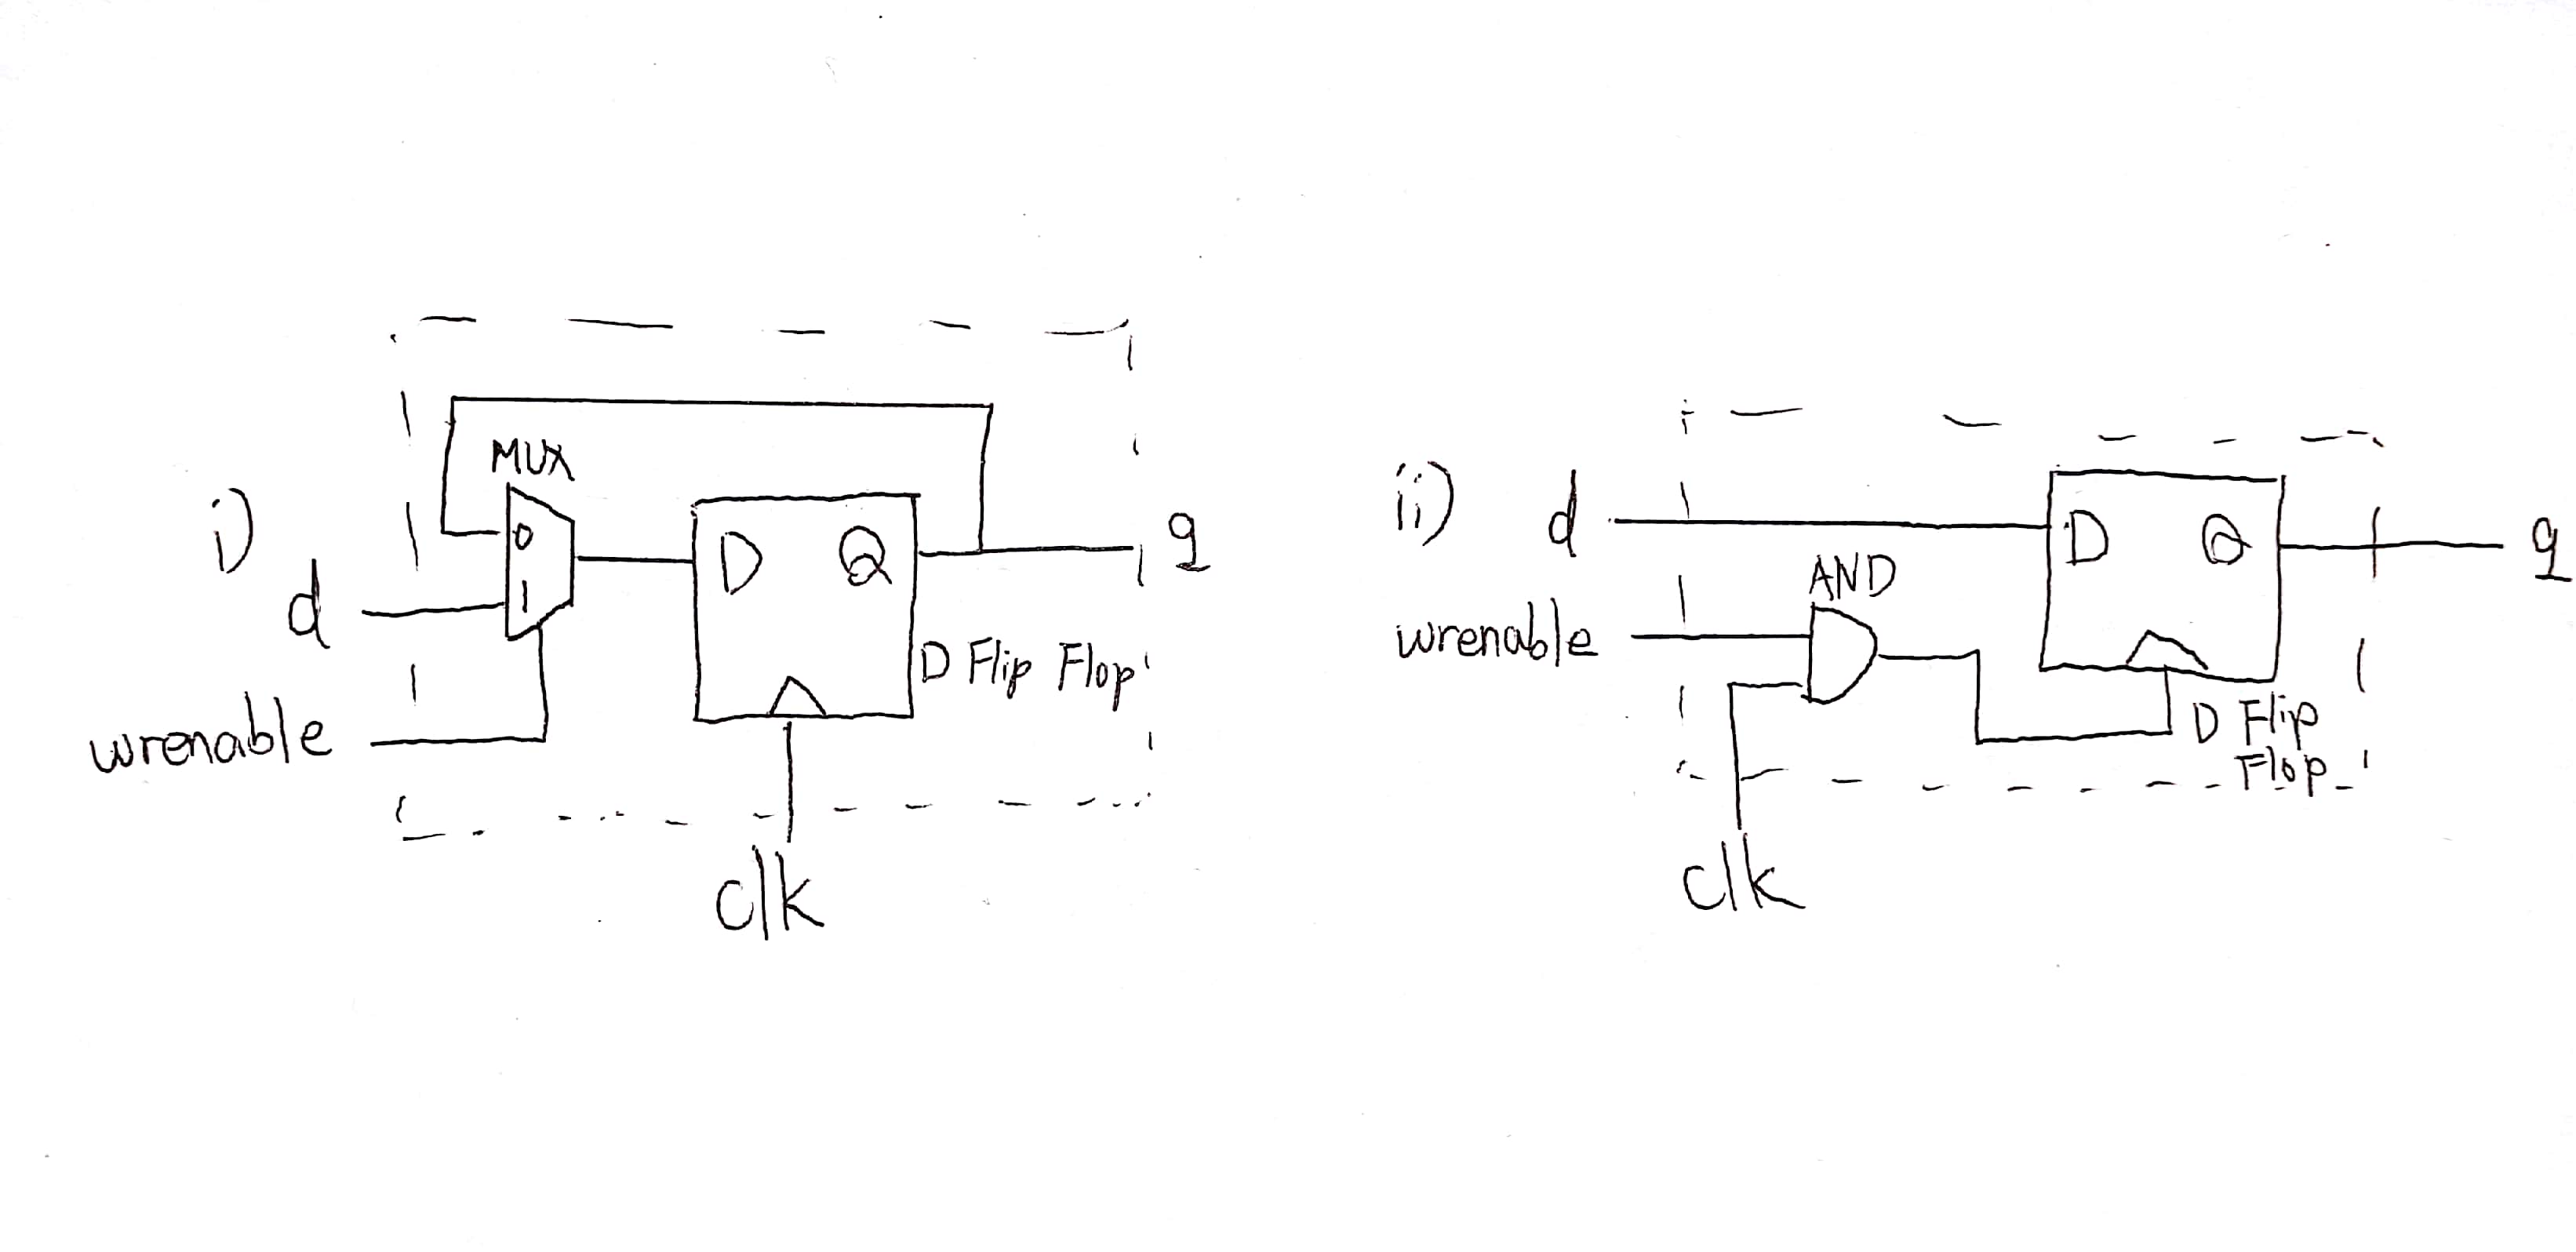 i)
MUX
0
1
d
wrenable
D Q
D Flip Flop
clk
q
ii)
d
wrenable
AND
D Q
D Flip
Flop
clk
q